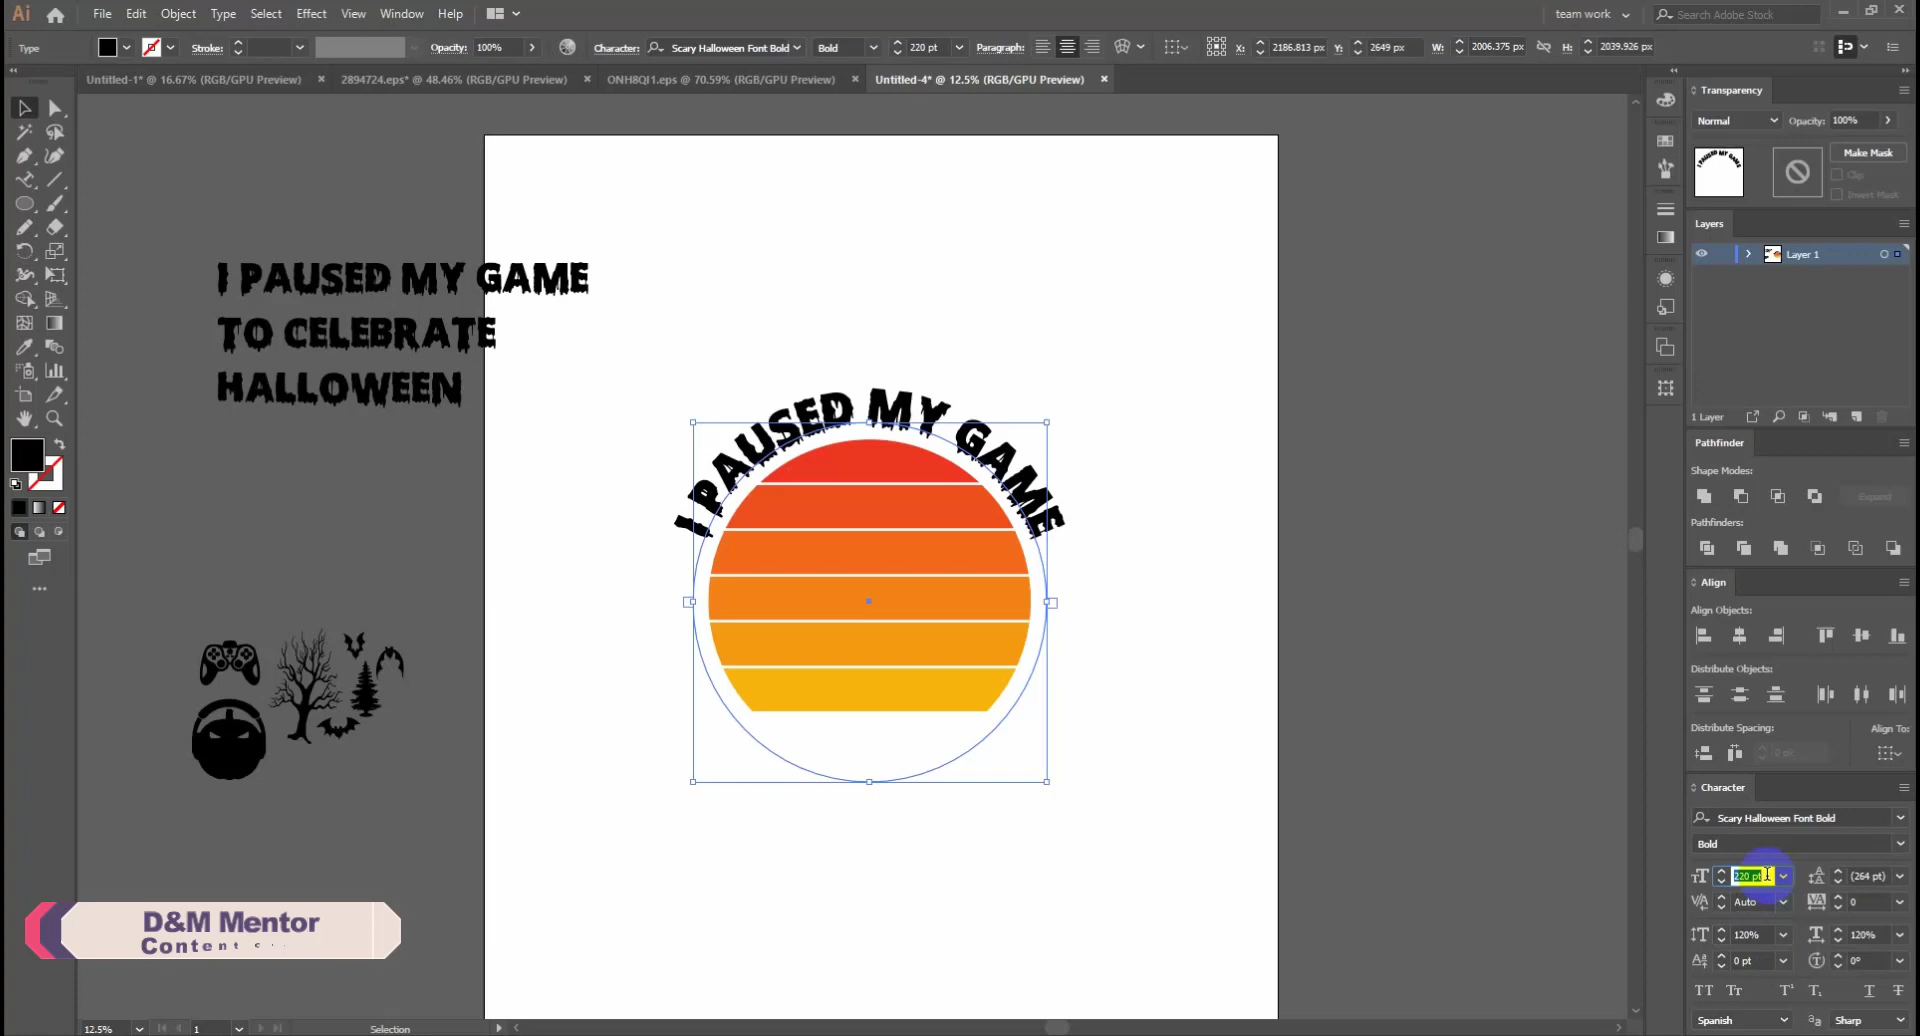 Ai File Edit Object Type Select Effect View Window Help team work Search Adobe Stock
Type Stroke: Opacity: 100% Character: Scary Halloween Font Bold Bold 220 pt Paragraph: X: 2186.813 px Y: 2649 px W: 2006.375 px H: 2039.926 px
Untitled-1* @ 16.67% (RGB/GPU Preview) × 2894724.eps* @ 48.46% (RGB/GPU Preview) × ONH8QI1.eps @ 70.59% (RGB/GPU Preview) × Untitled-4* @ 12.5% (RGB/GPU Preview) ×
I PAUSED MY GAME
TO CELEBRATE
HALLOWEEN
I PAUSED MY GAME
D&M Mentor
12.5% 1 Selection
Transparency
Normal Opacity: 100%
Make Mask
Clip
Invert Mask
Layers
Layer 1
1 Layer
Pathfinder
Shape Modes:
Expand
Pathfinders:
Align
Align Objects:
Distribute Objects:
Distribute Spacing: Align To:
0 px
Character
Scary Halloween Font Bold
Bold
220 pt (264 pt)
Auto 0
120% 120%
0 pt 0°
Spanish Sharp